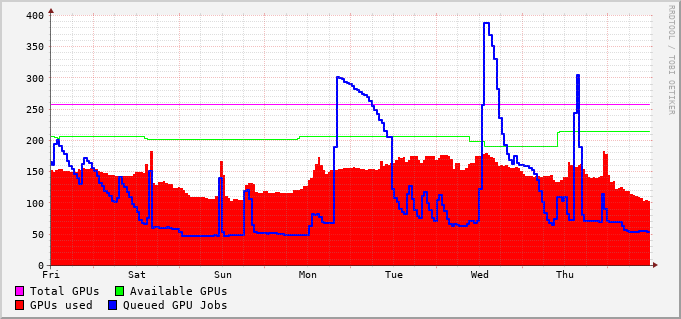 400
350
300
250
200
150
100
50
0
Fri Sat Sun Mon Tue Wed Thu
Total GPUs Available GPUs
GPUs used Queued GPU Jobs
RRDTOOL / TOBI OETIKER